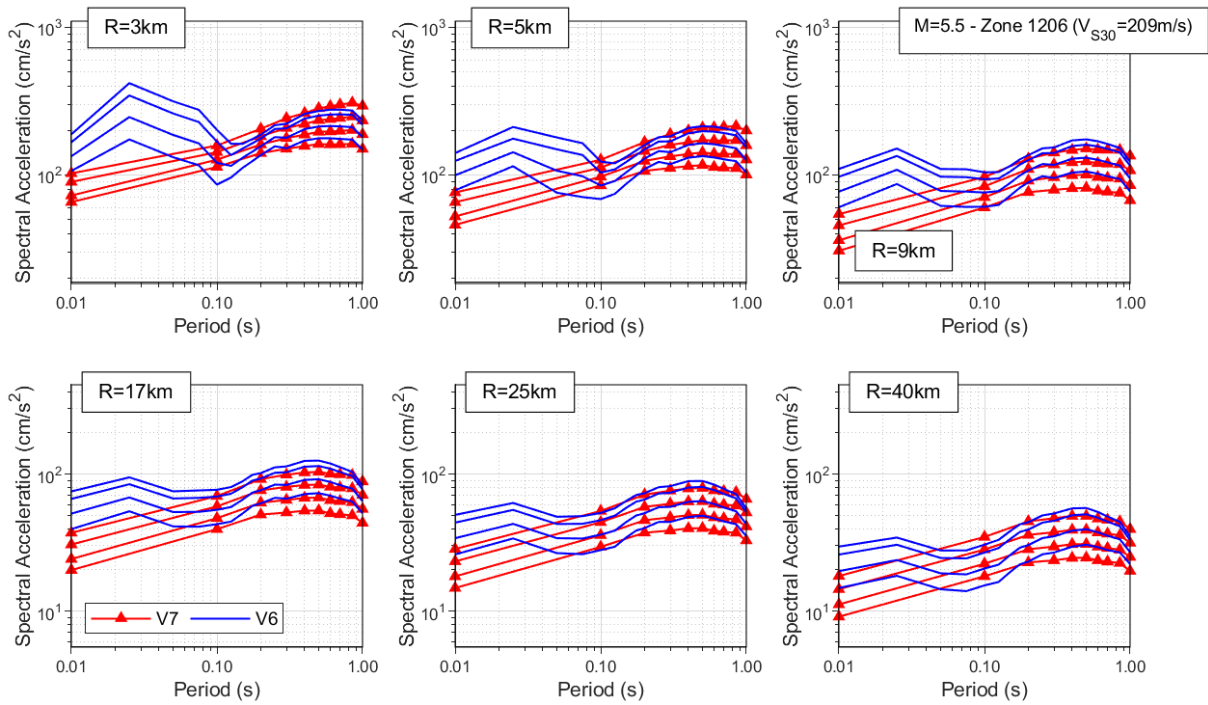 R=3km
Spectral Acceleration (cm/s²)
10³
10²
0.01 0.10 1.00
Period (s)
R=5km
Spectral Acceleration (cm/s²)
10³
10²
0.01 0.10 1.00
Period (s)
M=5.5 - Zone 1206 (V_S30=209m/s)
Spectral Acceleration (cm/s²)
10³
10²
R=9km
0.01 0.10 1.00
Period (s)
R=17km
Spectral Acceleration (cm/s²)
10²
10¹
V7 V6
0.01 0.10 1.00
Period (s)
R=25km
Spectral Acceleration (cm/s²)
10²
10¹
0.01 0.10 1.00
Period (s)
R=40km
Spectral Acceleration (cm/s²)
10²
10¹
0.01 0.10 1.00
Period (s)